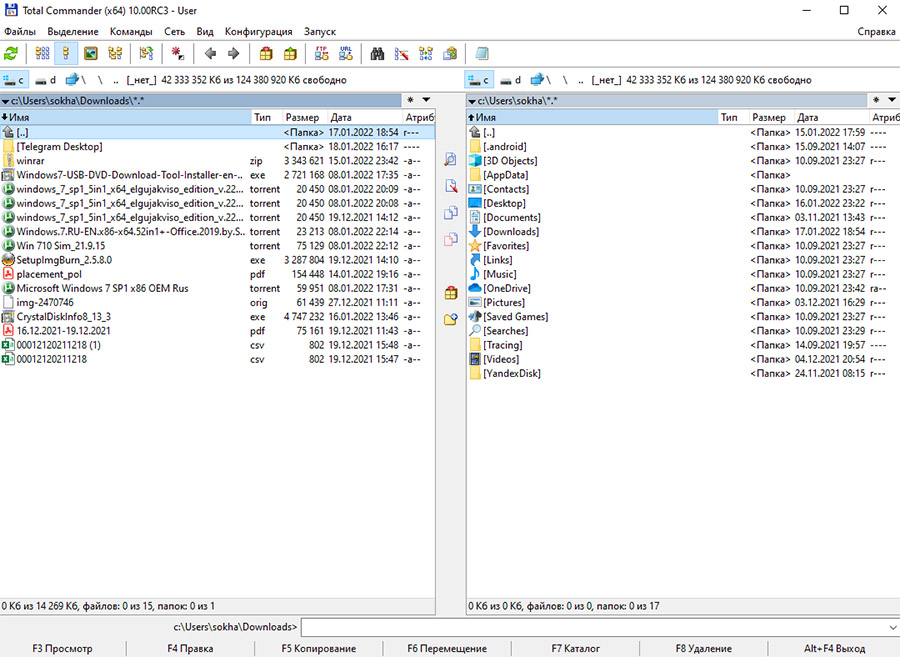 Total Commander (x64) 10.00RC3 - User
Файлы Выделение Команды Сеть Вид Конфигурация Запуск Справка
FTP URL
c d \ \ .. [_нет_] 42 333 352 Кб из 124 380 920 Кб свободно c d \ \ .. [_нет_] 42 333 352 Кб из 124 380 920 Кб свободно
c:\Users\sokha\Downloads\*.* * c:\Users\sokha\*.* *
Имя Тип Размер Дата Атриб Имя Тип Размер Дата Атриб
[..] <Папка> 17.01.2022 18:54 r--- [..] <Папка> 15.01.2022 17:59 ----
[Telegram Desktop] <Папка> 18.01.2022 16:17 ---- [.android] <Папка> 15.09.2021 14:07 ----
winrar zip 3 343 621 15.01.2022 23:42 -a-- [3D Objects] <Папка> 10.09.2021 23:27 r---
Windows7-USB-DVD-Download-Tool-Installer-en-.. exe 2 721 168 08.01.2022 17:35 -a-- [AppData] <Папка>
windows_7_sp1_5in1_x64_elgujakviso_edition_v.22... torrent 20 450 08.01.2022 20:09 -a-- [Contacts] <Папка> 10.09.2021 23:27 r---
windows_7_sp1_5in1_x64_elgujakviso_edition_v.22... torrent 20 450 08.01.2022 20:08 -a-- [Desktop] <Папка> 16.01.2022 23:22 r---
windows_7_sp1_5in1_x64_elgujakviso_edition_v.22... torrent 20 450 19.12.2021 14:12 -a-- [Documents] <Папка> 03.11.2021 13:43 r---
Windows.7.RU-EN.x86-x64.52in1+-Office.2019.by.S... torrent 23 213 08.01.2022 22:14 -a-- [Downloads] <Папка> 17.01.2022 18:54 r---
Win 710 Sim_21.9.15 torrent 75 129 08.01.2022 22:12 -a-- [Favorites] <Папка> 10.09.2021 23:27 r---
SetupImgBurn_2.5.8.0 exe 3 287 804 19.12.2021 14:10 -a-- [Links] <Папка> 10.09.2021 23:27 r---
placement_pol pdf 154 448 14.01.2022 19:16 -a-- [Music] <Папка> 10.09.2021 23:27 r---
Microsoft Windows 7 SP1 x86 OEM Rus torrent 59 951 08.01.2022 17:31 -a-- [OneDrive] <Папка> 10.09.2021 23:42 ra--
img-2470746 orig 61 439 27.12.2021 11:11 -a-- [Pictures] <Папка> 03.12.2021 16:29 r---
CrystalDiskInfo8_13_3 exe 4 747 232 16.01.2022 13:46 -a-- [Saved Games] <Папка> 10.09.2021 23:27 r---
16.12.2021-19.12.2021 pdf 75 161 19.12.2021 11:43 -a-- [Searches] <Папка> 10.09.2021 23:29 r---
00012120211218 (1) csv 802 19.12.2021 15:48 -a-- [Tracing] <Папка> 14.09.2021 19:57 ----
00012120211218 csv 802 19.12.2021 15:47 -a-- [Videos] <Папка> 04.12.2021 20:54 r---
[YandexDisk] <Папка> 24.11.2021 08:15 r---
0 Кб из 14 269 Кб, файлов: 0 из 15, папок: 0 из 1 0 Кб из 0 Кб, файлов: 0 из 0, папок: 0 из 17
c:\Users\sokha\Downloads>
F3 Просмотр F4 Правка F5 Копирование F6 Перемещение F7 Каталог F8 Удаление Alt+F4 Выход